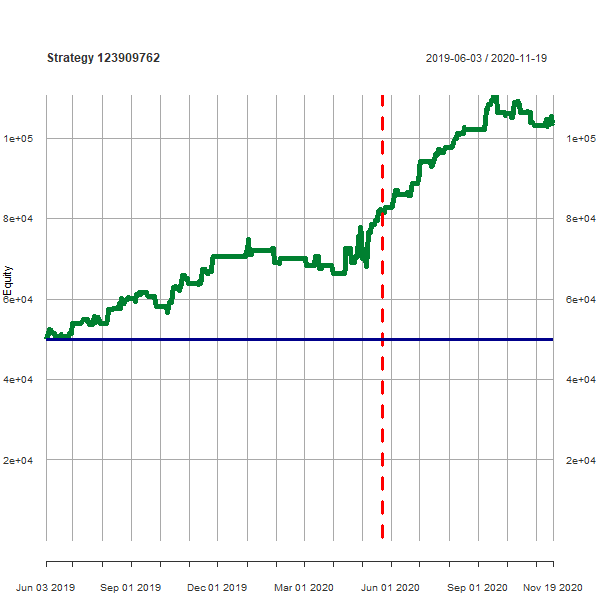 Strategy 123909762 2019-06-03 / 2020-11-19
1e+05 1e+05
8e+04 8e+04
Equity
6e+04 6e+04
4e+04 4e+04
2e+04 2e+04
Jun 03 2019 Sep 01 2019 Dec 01 2019 Mar 01 2020 Jun 01 2020 Sep 01 2020 Nov 19 2020